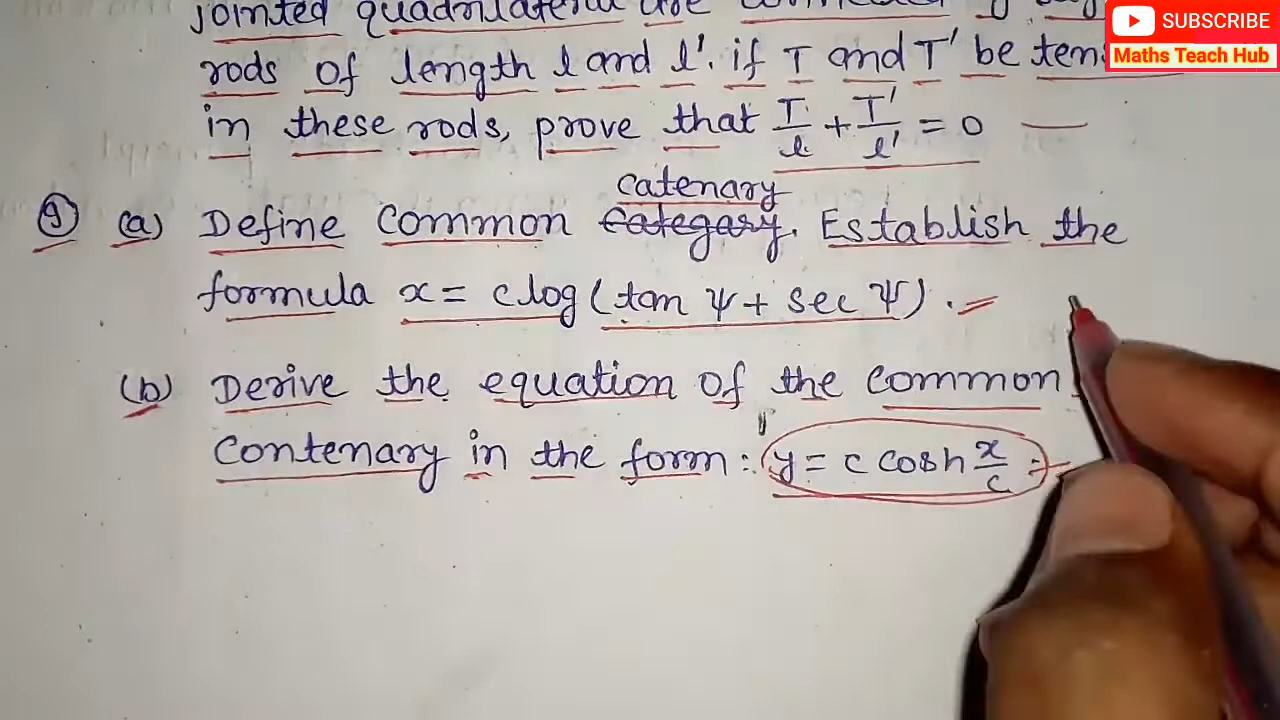 jointed quadrilateral are connected by
SUBSCRIBE
Maths Teach Hub
rods of length l and l'. if T and T' be
in these rods, prove that T/l + T'/l' = 0
catenary
9 (a) Define common categary. Establish the
formula x = c log (tan ψ + sec ψ).
(b) Derive the equation of the common
Contenary in the form: y = c cosh x/c